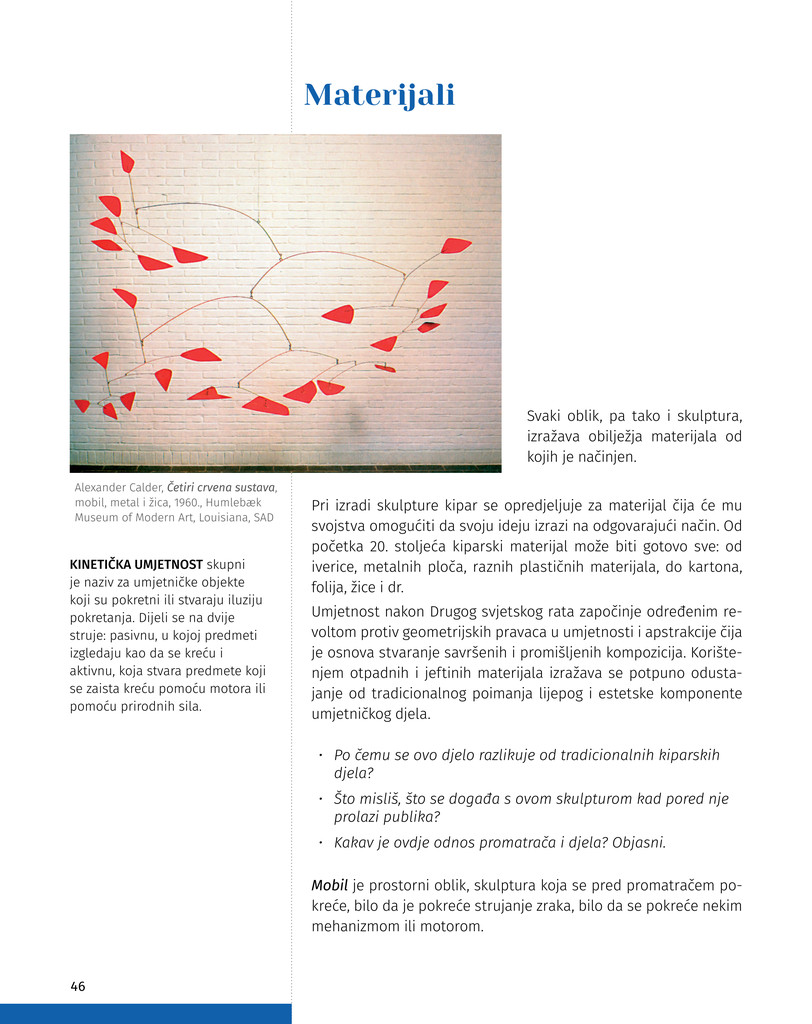 Materijali
Svaki oblik, pa tako i skulptura,
izražava obilježja materijala od
kojih je načinjen.
Alexander Calder, Četiri crvena sustava,
mobil, metal i žica, 1960., Humlebæk
Museum of Modern Art, Louisiana, SAD
KINETIČKA UMJETNOST skupni
je naziv za umjetničke objekte
koji su pokretni ili stvaraju iluziju
pokretanja. Dijeli se na dvije
struje: pasivnu, u kojoj predmeti
izgledaju kao da se kreću i
aktivnu, koja stvara predmete koji
se zaista kreću pomoću motora ili
pomoću prirodnih sila.
Pri izradi skulpture kipar se opredjeljuje za materijal čija će mu
svojstva omogućiti da svoju ideju izrazi na odgovarajući način. Od
početka 20. stoljeća kiparski materijal može biti gotovo sve: od
iverice, metalnih ploča, raznih plastičnih materijala, do kartona,
folija, žice i dr.
Umjetnost nakon Drugog svjetskog rata započinje određenim re-
voltom protiv geometrijskih pravaca u umjetnosti i apstrakcije čija
je osnova stvaranje savršenih i promišljenih kompozicija. Korište-
njem otpadnih i jeftinih materijala izražava se potpuno odusta-
janje od tradicionalnog poimanja lijepog i estetske komponente
umjetničkog djela.
• Po čemu se ovo djelo razlikuje od tradicionalnih kiparskih
djela?
• Što misliš, što se događa s ovom skulpturom kad pored nje
prolazi publika?
• Kakav je ovdje odnos promatrača i djela? Objasni.
Mobil je prostorni oblik, skulptura koja se pred promatračem po-
kreće, bilo da je pokreće strujanje zraka, bilo da se pokreće nekim
mehanizmom ili motorom.
46